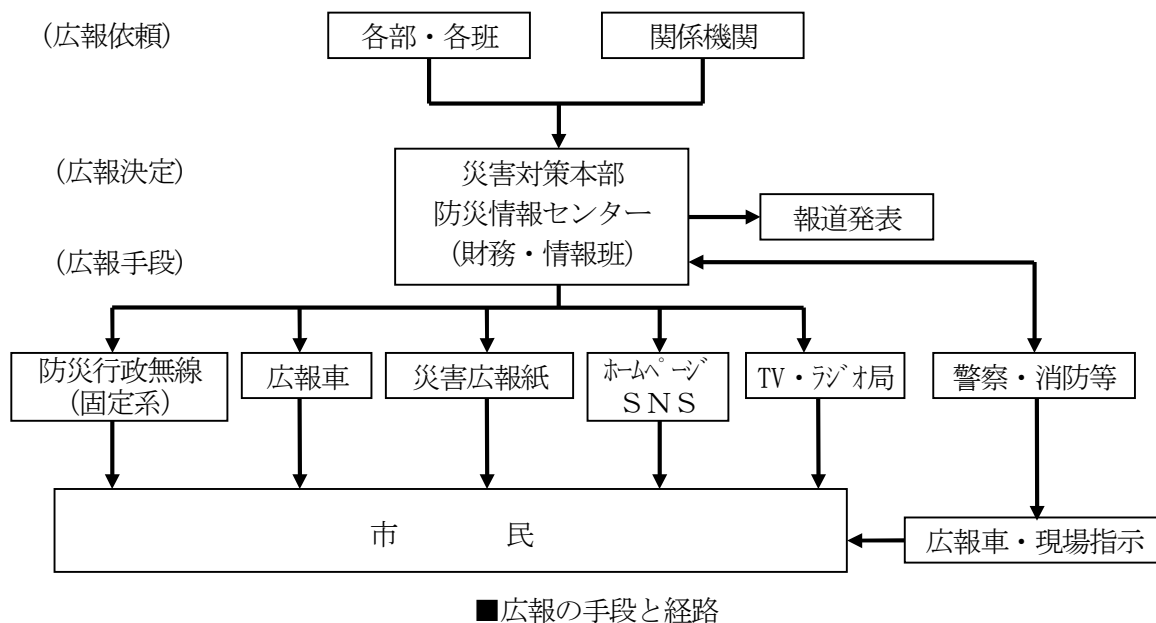 (広報依頼)
各部・各班
関係機関
(広報決定)
災害対策本部
防災情報センター
(財務・情報班)
報道発表
(広報手段)
防災行政無線
(固定系)
広報車
災害広報紙
ﾎｰﾑﾍﾟｰｼﾞ
ＳＮＳ
TV・ﾗｼﾞｵ局
警察・消防等
市　　　民
広報車・現場指示
■広報の手段と経路